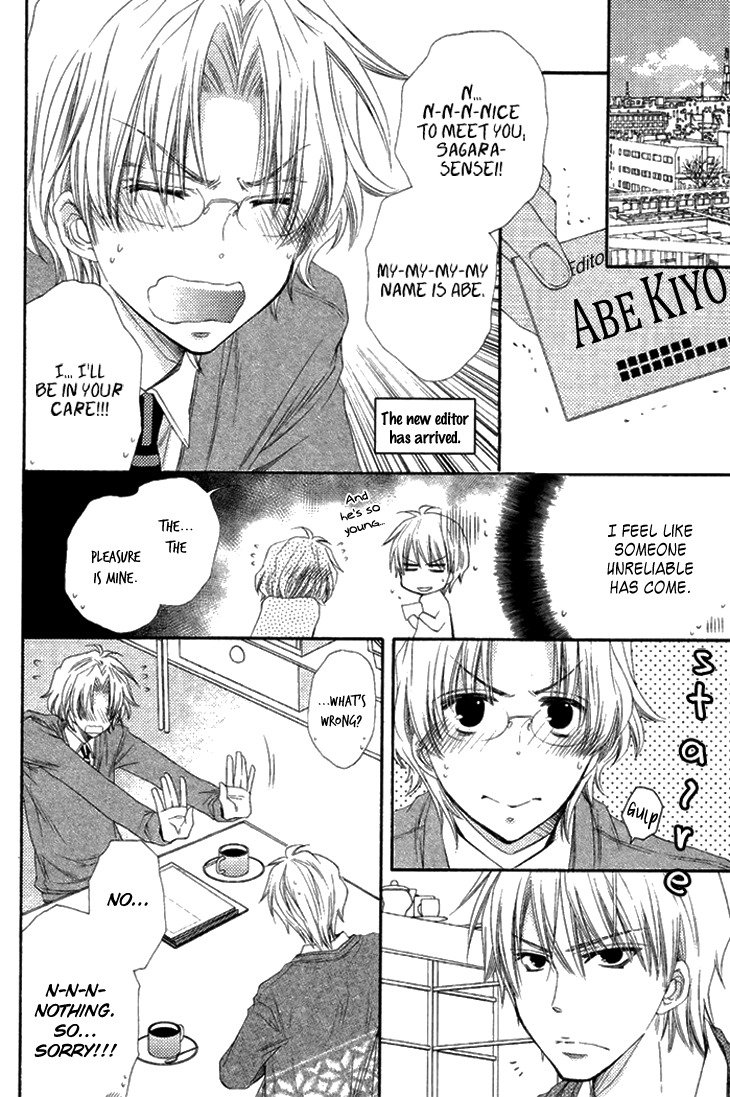 Edito
ABE KIYO
N...
N-N-N-NICE
TO MEET YOU,
SAGARA-
SENSEI!!
MY-MY-MY-MY
NAME IS ABE.
I... I'LL
BE IN YOUR
CARE!!!
The new editor
has arrived.
I FEEL LIKE
SOMEONE
UNRELIABLE
HAS COME.
And
he's so
young...
THE...
THE
PLEASURE
IS MINE.
stare
GULP
...WHAT'S
WRONG?
NO...
N-N-N-
NOTHING.
SO...
SORRY!!!